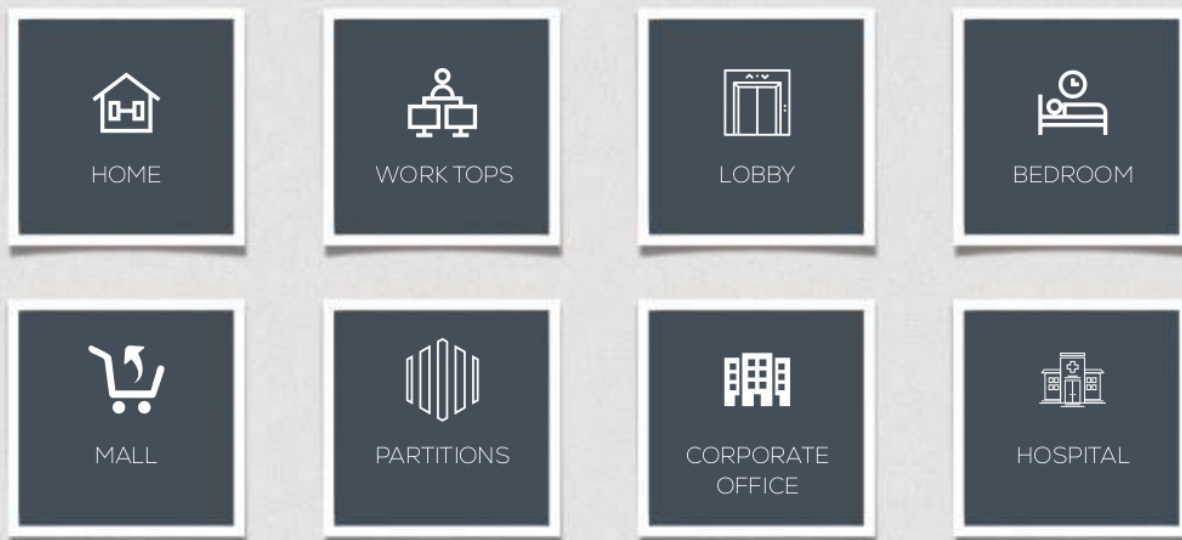 HOME
WORK TOPS
LOBBY
BEDROOM
MALL
PARTITIONS
CORPORATE
OFFICE
HOSPITAL